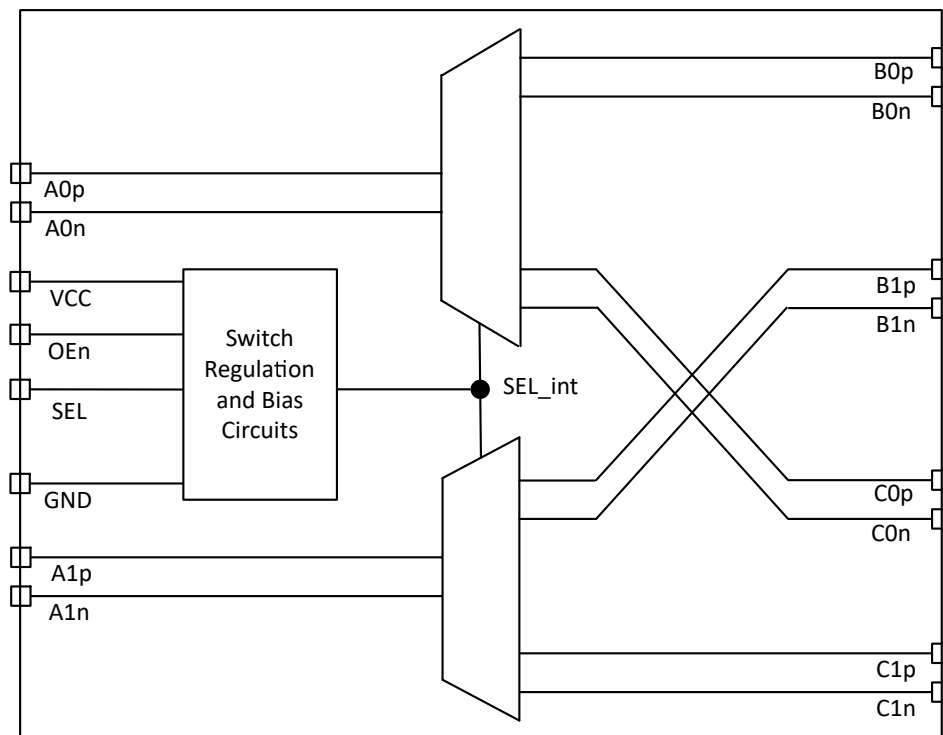 B0p
B0n
A0p
A0n
VCC
OEn
SEL
GND
Switch
Regulation
and Bias
Circuits
SEL_int
B1p
B1n
C0p
C0n
A1p
A1n
C1p
C1n